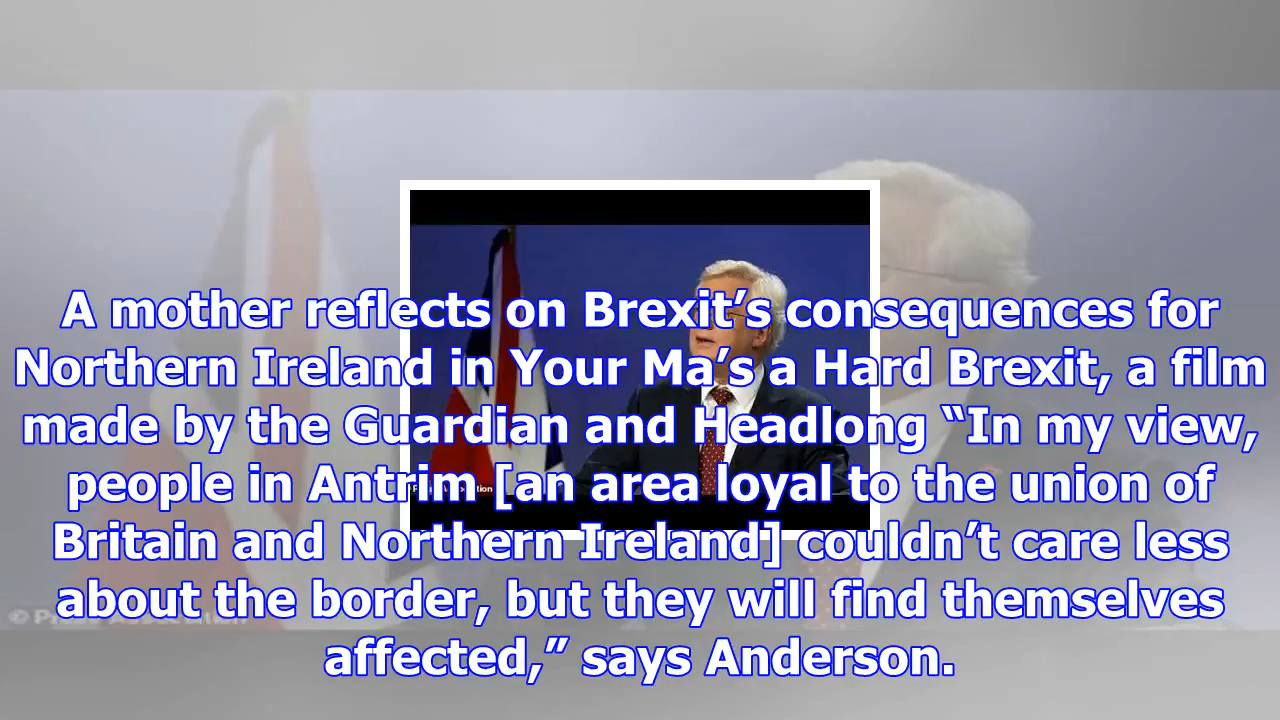 A mother reflects on Brexit’s consequences for
Northern Ireland in Your Ma’s a Hard Brexit, a film
made by the Guardian and Headlong “In my view,
people in Antrim [an area loyal to the union of
Britain and Northern Ireland] couldn’t care less
about the border, but they will find themselves
affected,” says Anderson.
© Press Association